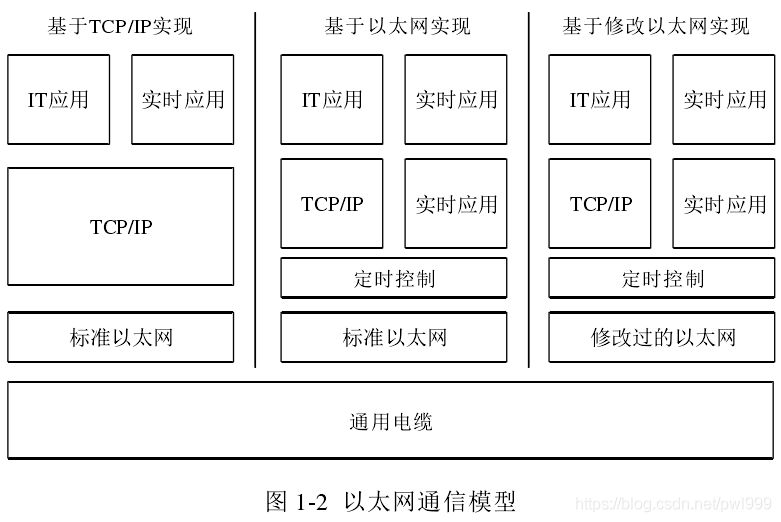 基于TCP/IP实现 基于以太网实现 基于修改以太网实现
IT应用 实时应用 IT应用 实时应用 IT应用 实时应用
TCP/IP TCP/IP 实时应用 TCP/IP 实时应用
定时控制 定时控制
标准以太网 标准以太网 修改过的以太网
通用电缆
图 1-2 以太网通信模型
https://blog.csdn.net/pwl999